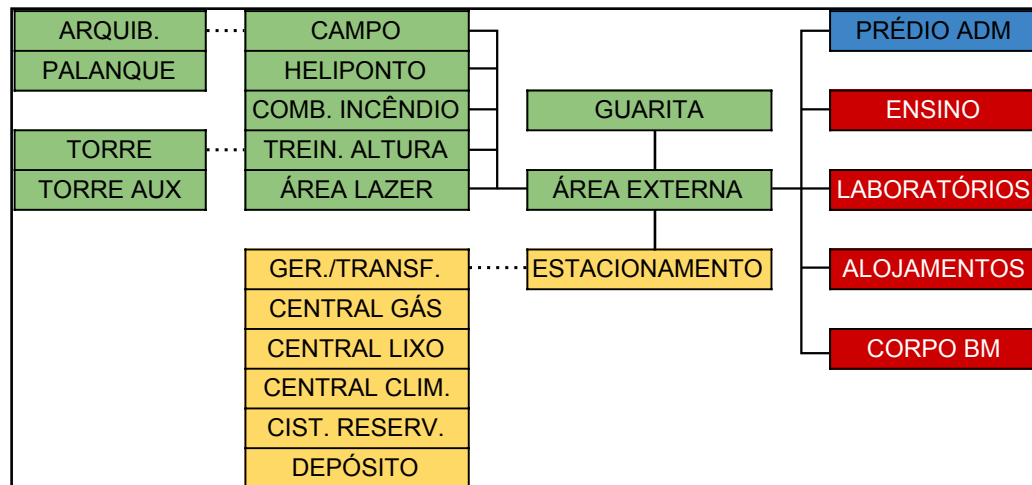 ARQUIB.
CAMPO
PRÉDIO ADM
PALANQUE
HELIPONTO
COMB. INCÊNDIO
GUARITA
ENSINO
TORRE
TREIN. ALTURA
TORRE AUX
ÁREA LAZER
ÁREA EXTERNA
LABORATÓRIOS
GER./TRANSF.
ESTACIONAMENTO
ALOJAMENTOS
CENTRAL GÁS
CENTRAL LIXO
CORPO BM
CENTRAL CLIM.
CIST. RESERV.
DEPÓSITO